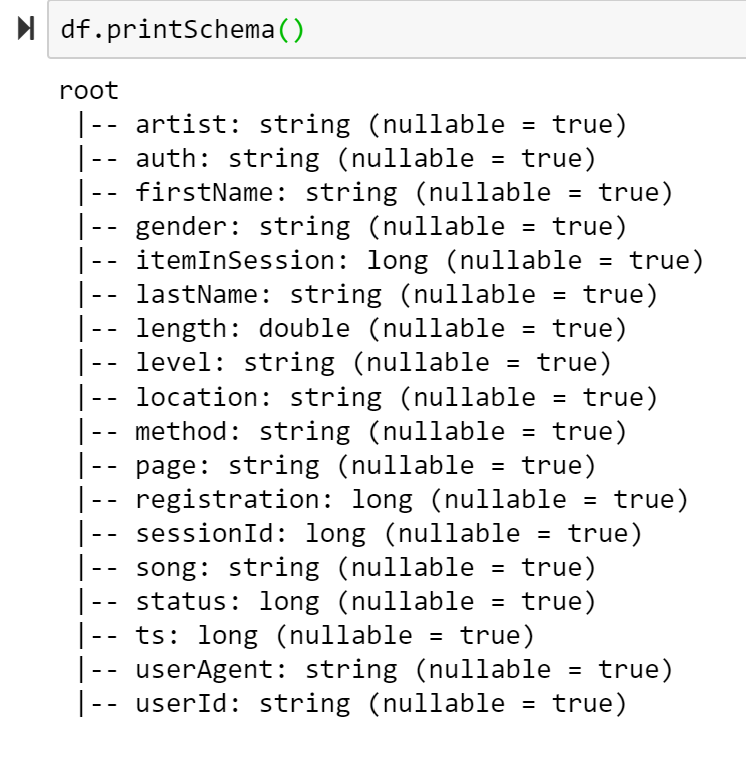 df.printSchema()
root
 |-- artist: string (nullable = true)
 |-- auth: string (nullable = true)
 |-- firstName: string (nullable = true)
 |-- gender: string (nullable = true)
 |-- itemInSession: long (nullable = true)
 |-- lastName: string (nullable = true)
 |-- length: double (nullable = true)
 |-- level: string (nullable = true)
 |-- location: string (nullable = true)
 |-- method: string (nullable = true)
 |-- page: string (nullable = true)
 |-- registration: long (nullable = true)
 |-- sessionId: long (nullable = true)
 |-- song: string (nullable = true)
 |-- status: long (nullable = true)
 |-- ts: long (nullable = true)
 |-- userAgent: string (nullable = true)
 |-- userId: string (nullable = true)